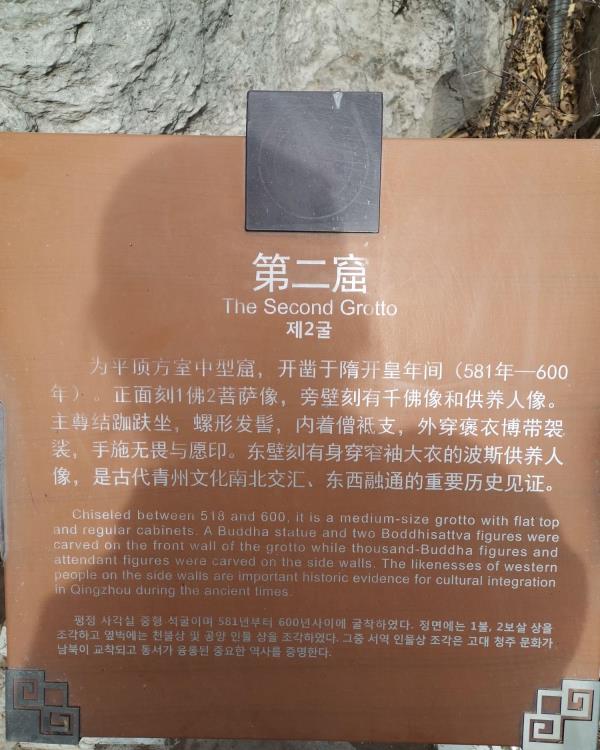 第二窟
The Second Grotto
제2굴
为平顶方室中型窟，开凿于隋开皇年间（581年—600
年）。正面刻1佛2菩萨像，旁壁刻有千佛像和供养人像。
主尊结跏趺坐，螺形发髻，内着僧祇支，外穿褒衣博带袈
裟，手施无畏与愿印。东壁刻有身穿窄袖大衣的波斯供养人
像，是古代青州文化南北交汇、东西融通的重要历史见证。
Chiseled between 518 and 600, it is a medium-size grotto with flat top
and regular cabinets. A Buddha statue and two Boddhisattva figures were
carved on the front wall of the grotto while thousand-Buddha figures and
attendant figures were carved on the side walls. The likenesses of western
people on the side walls are important historic evidence for cultural integration
in Qingzhou during the ancient times.
평정 사각실 중형 석굴이며 581년부터 600년사이에 굴착하였다. 정면에는 1불, 2보살 상을
조각하고 옆벽에는 천불상 및 공양 인물 상을 조각하였다. 그중 서역 인물상 조각은 고대 청주 문화가
남북이 교착되고 동서가 융통된 중요한 역사를 증명한다.